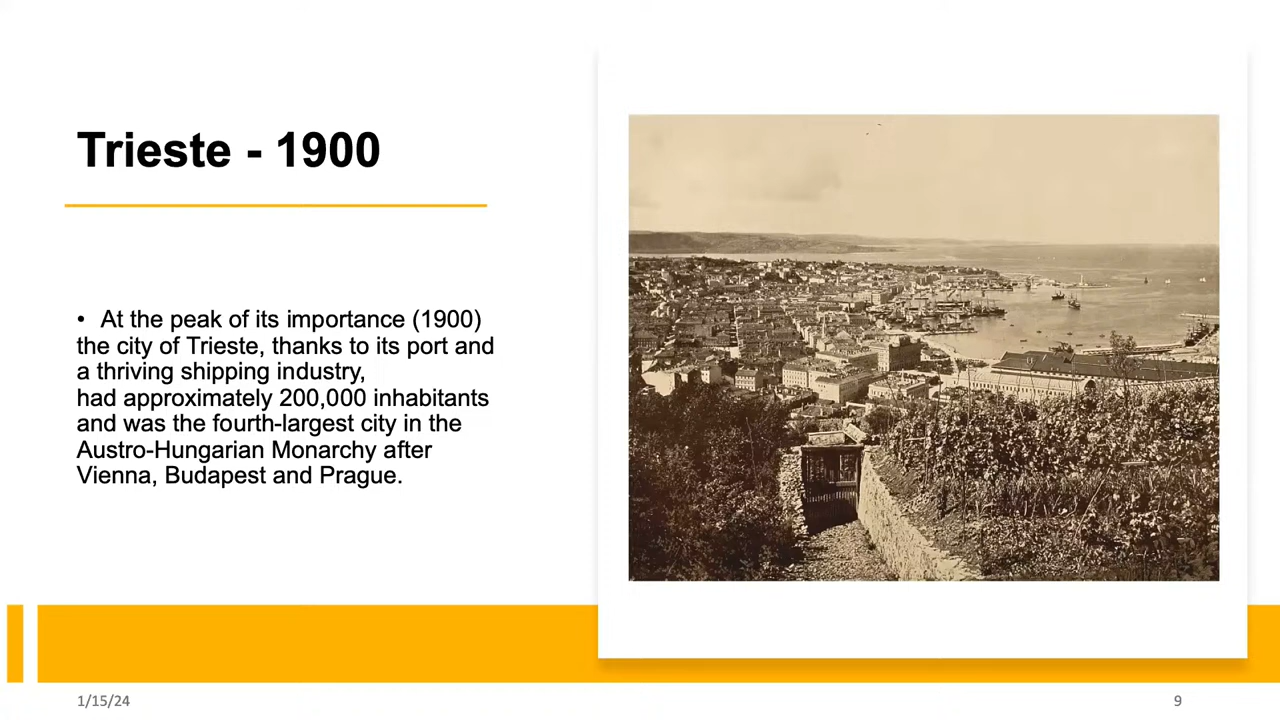 Trieste - 1900
• At the peak of its importance (1900)
the city of Trieste, thanks to its port and
a thriving shipping industry,
had approximately 200,000 inhabitants
and was the fourth-largest city in the
Austro-Hungarian Monarchy after
Vienna, Budapest and Prague.
1/15/24
9